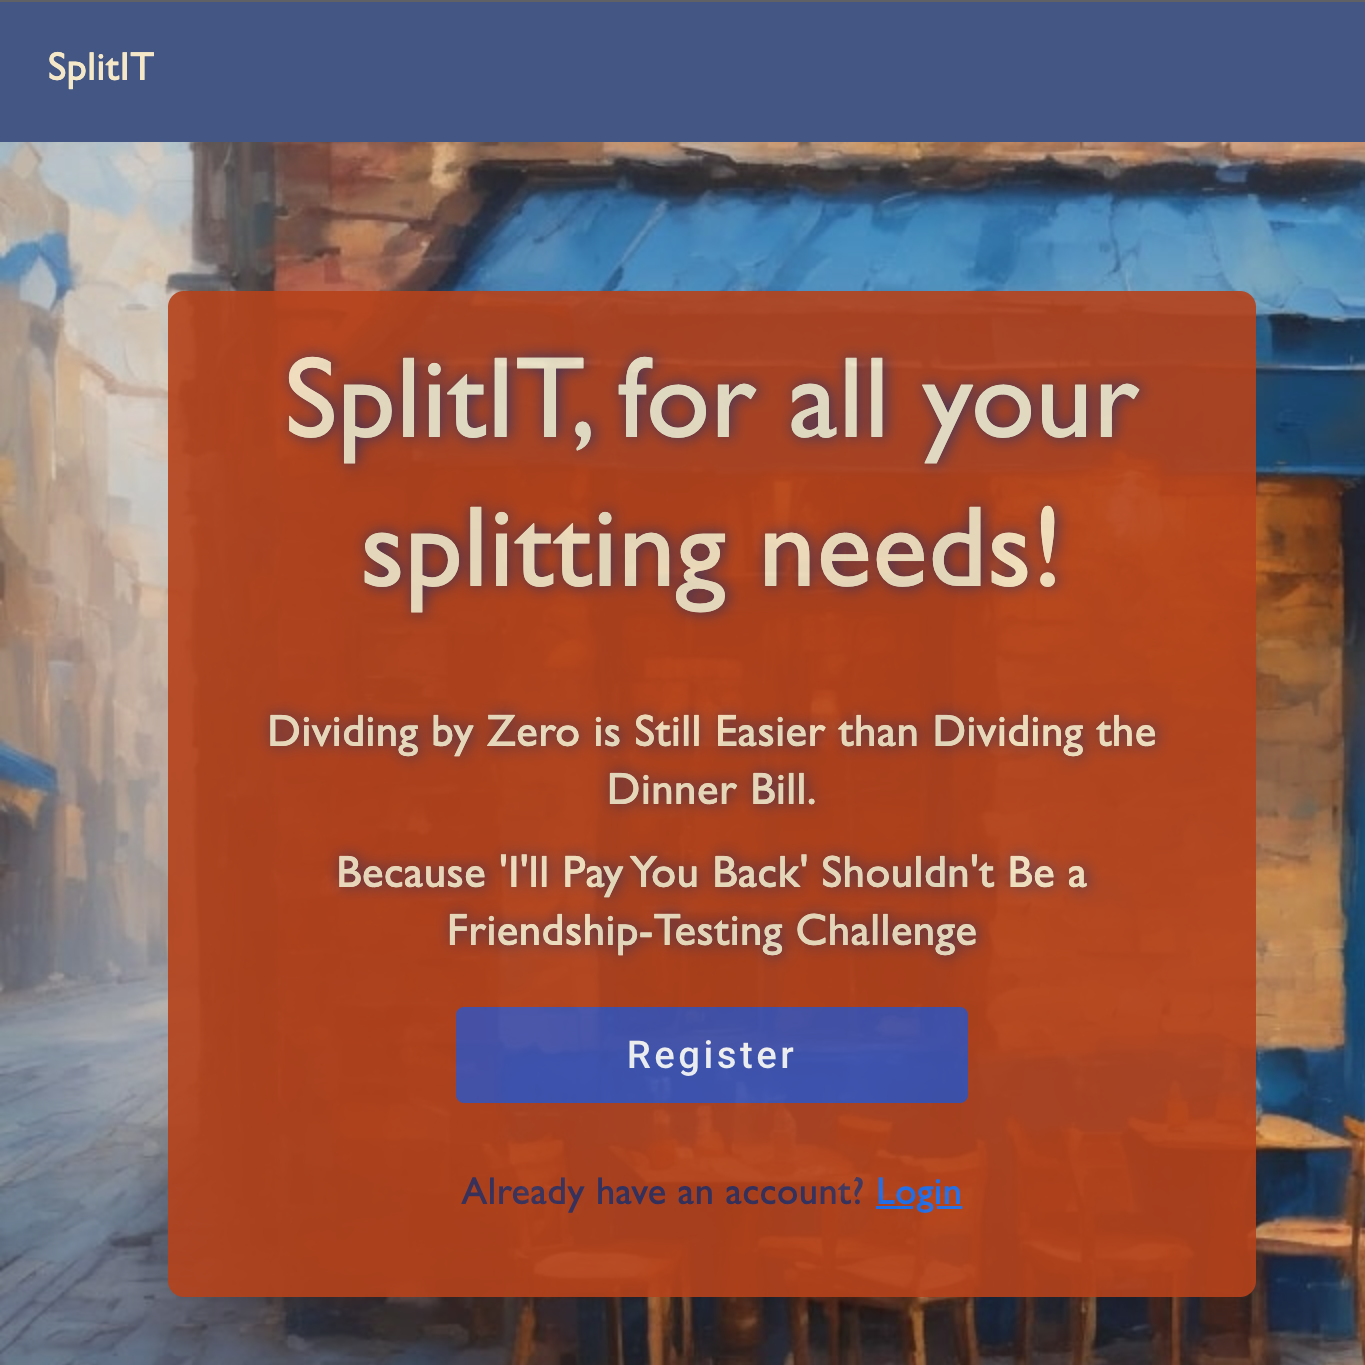 SplitIT
SplitIT, for all your
splitting needs!
Dividing by Zero is Still Easier than Dividing the
Dinner Bill.
Because 'I'll Pay You Back' Shouldn't Be a
Friendship-Testing Challenge
Register
Already have an account? Login